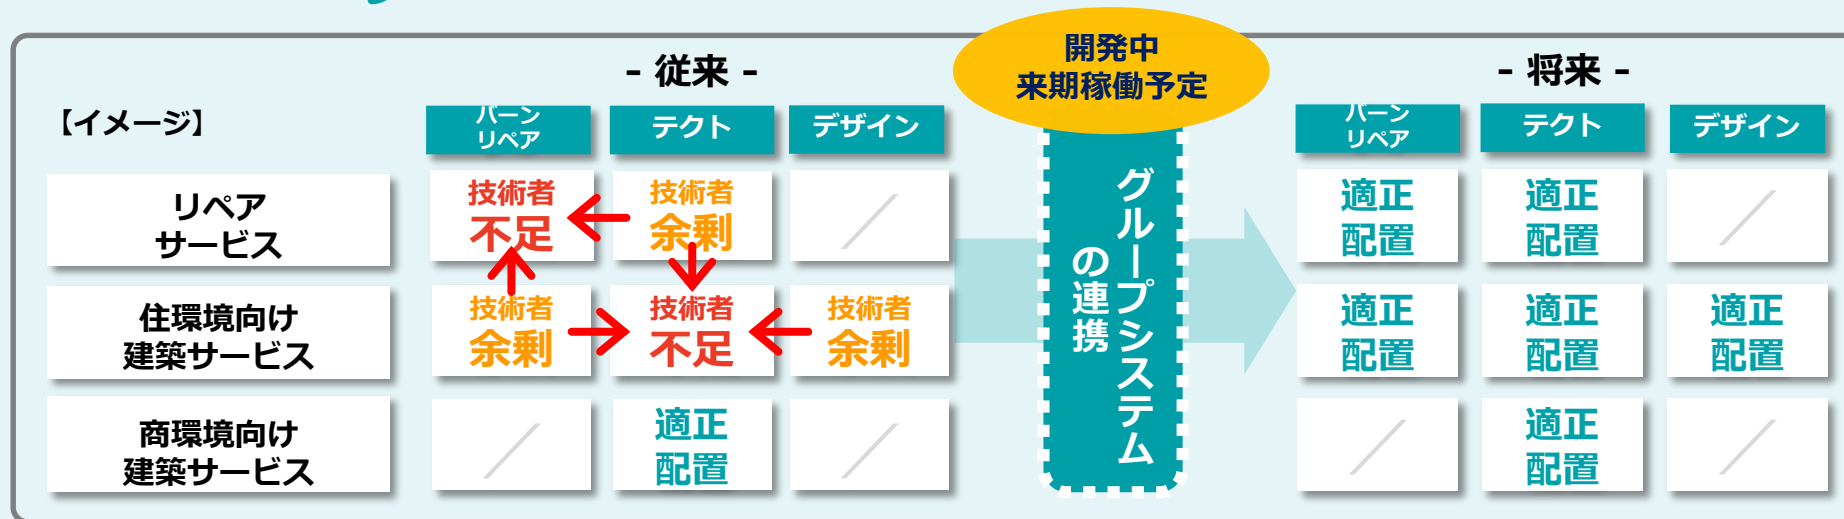 開発中
来期稼働予定
- 従来 -
- 将来 -
【イメージ】
バーン
リペア
テクト
デザイン
バーン
リペア
テクト
デザイン
リペア
サービス
技術者
不足
技術者
余剰
／
適正
配置
適正
配置
／
住環境向け
建築サービス
技術者
余剰
技術者
不足
技術者
余剰
適正
配置
適正
配置
適正
配置
商環境向け
建築サービス
／
適正
配置
／
／
適正
配置
／
グループシステム
の連携